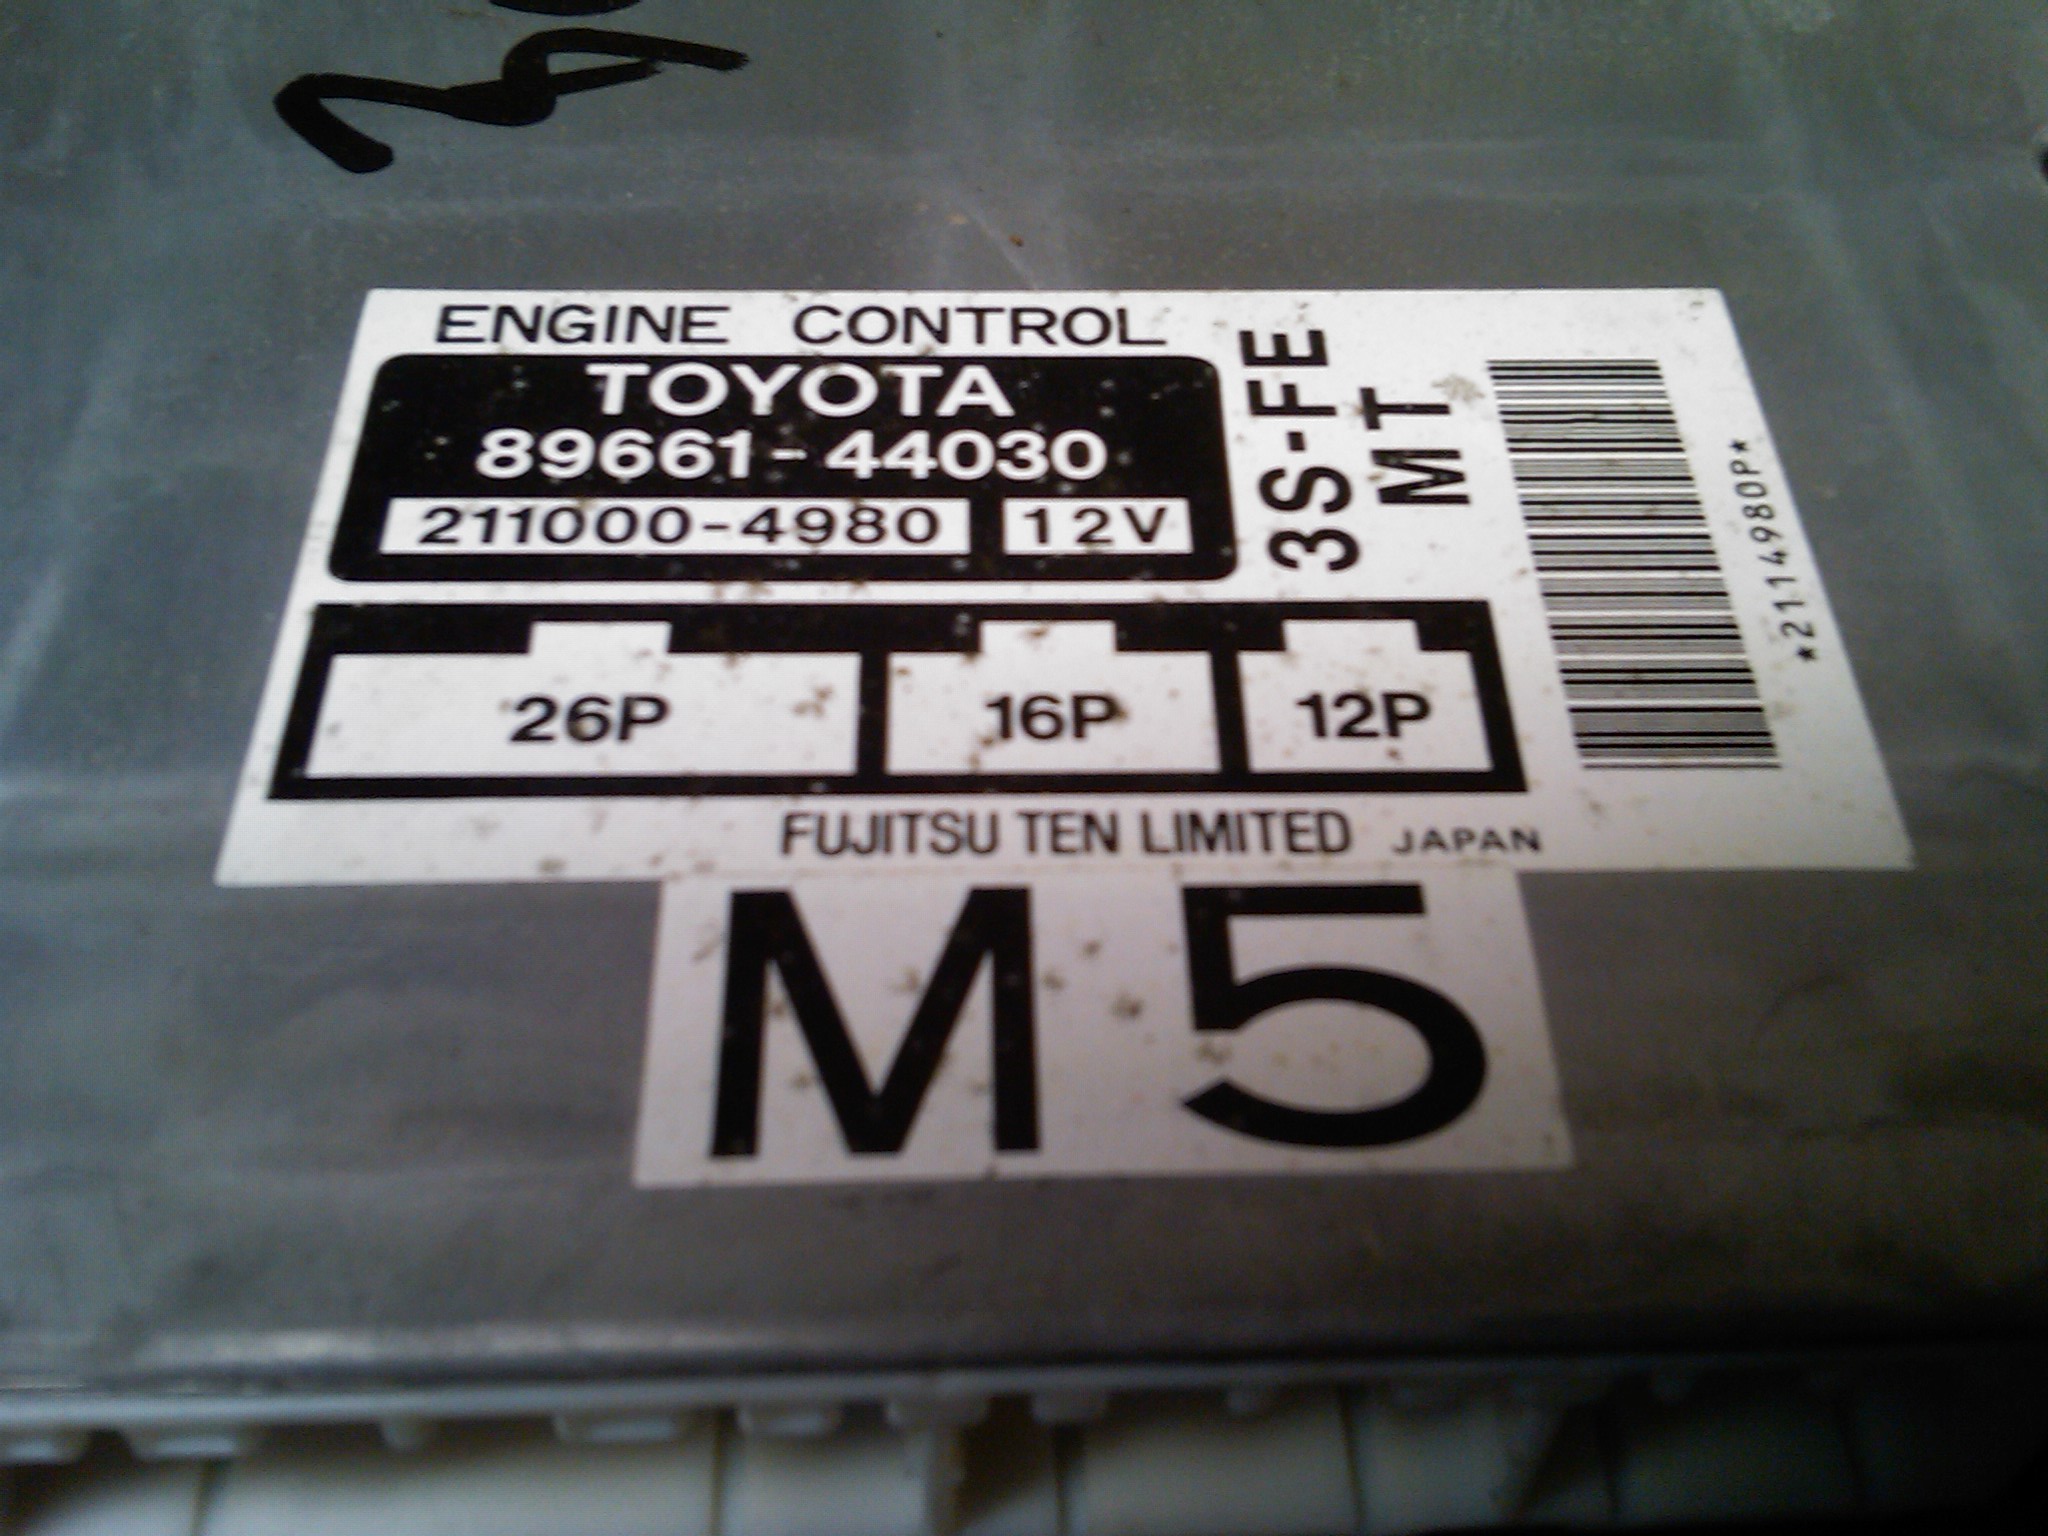 ENGINE CONTROL
TOYOTA
89661-44030
211000-4980 12V
3S-FE
MT
*2114980P*
26P 16P 12P
FUJITSU TEN LIMITED JAPAN
M5